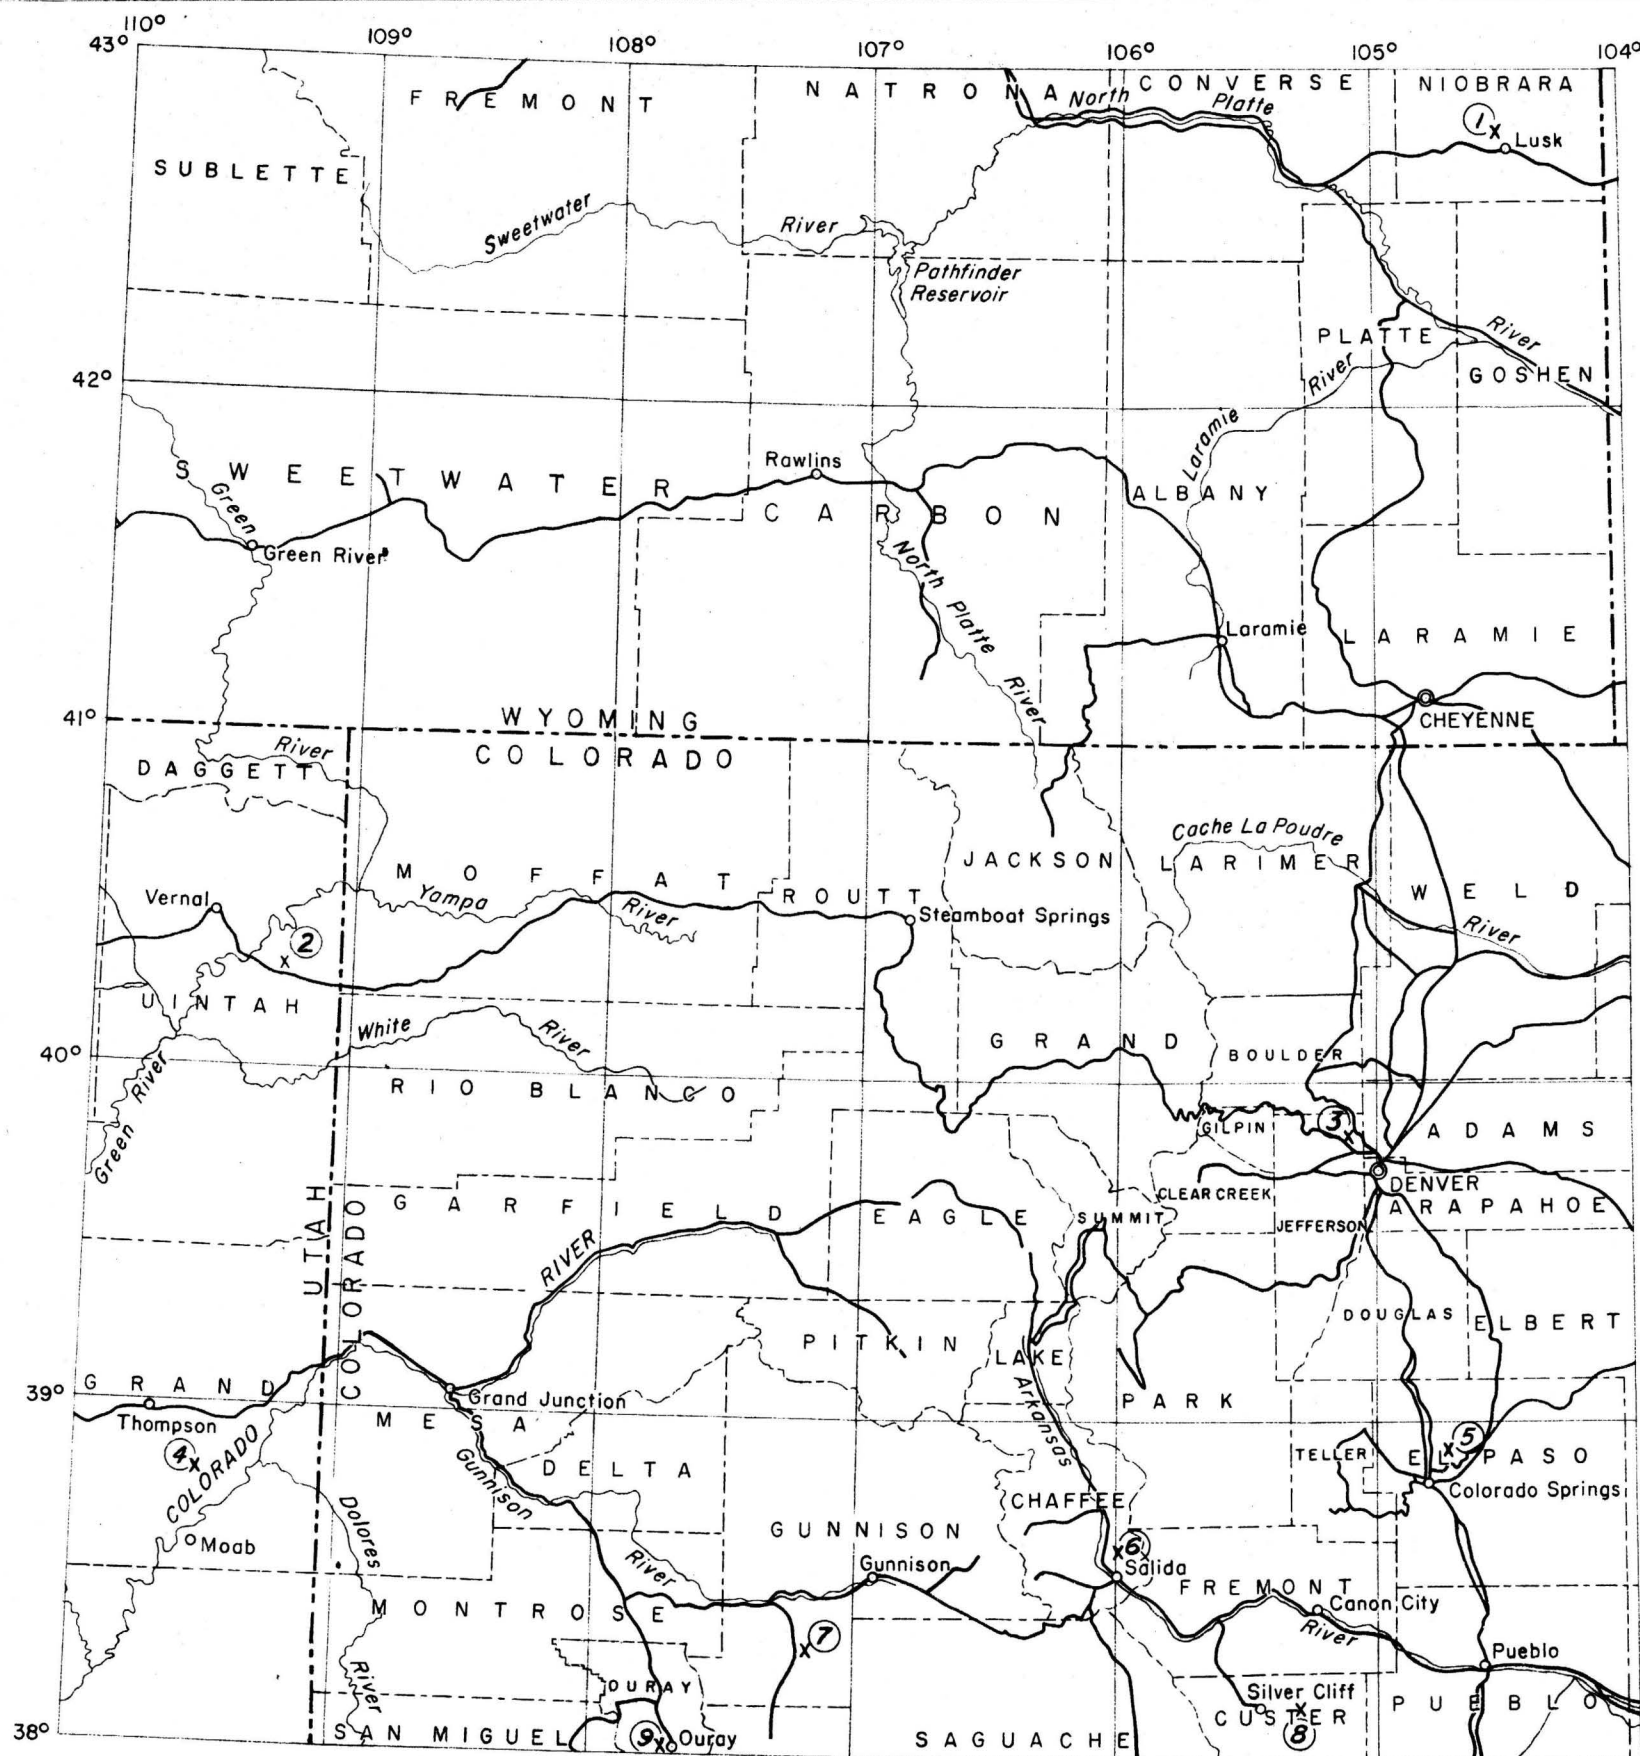 110°
43°
109°
108°
107°
106°
105°
104°
FREMONT
NATRONA
CONVERSE
NIOBRARA
North Platte
1 x
Lusk
SUBLETTE
Sweetwater
River
Pathfinder
Reservoir
PLATTE
River
River
GOSHEN
42°
Laramie
SWEETWATER
Rawlins
ALBANY
Green
CARBON
Green River
North Platte
River
Laramie
LARAMIE
41°
WYOMING
CHEYENNE
COLORADO
River
DAGGETT
Cache La Poudre
JACKSON
LARIMER
MOFFAT
ROUTT
WELD
Vernal
Yampa
River
Steamboat Springs
River
2
x
UINTAH
White
River
GRAND
BOULDER
40°
River
RIO BLANCO
Green
GILPIN
3
ADAMS
DENVER
CLEAR CREEK
UTAH
COLORADO
GARFIELD
EAGLE
SUMMIT
JEFFERSON
ARAPAHOE
RIVER
DOUGLAS
ELBERT
PITKIN
LAKE
39°
GRAND
Grand Junction
PARK
Thompson
MESA
Arkansas
4 x
COLORADO
Gunnison
DELTA
TELLER
EL PASO
x 5
Colorado Springs
Dolores
CHAFFEE
Moab
GUNNISON
x 6
River
Gunnison
Salida
FREMONT
MONTROSE
Canon City
River
x 7
Pueblo
River
OURAY
Silver Cliff
PUEBLO
CUSTER
x
8
38°
SAN MIGUEL
9 x
Ouray
SAGUACHE